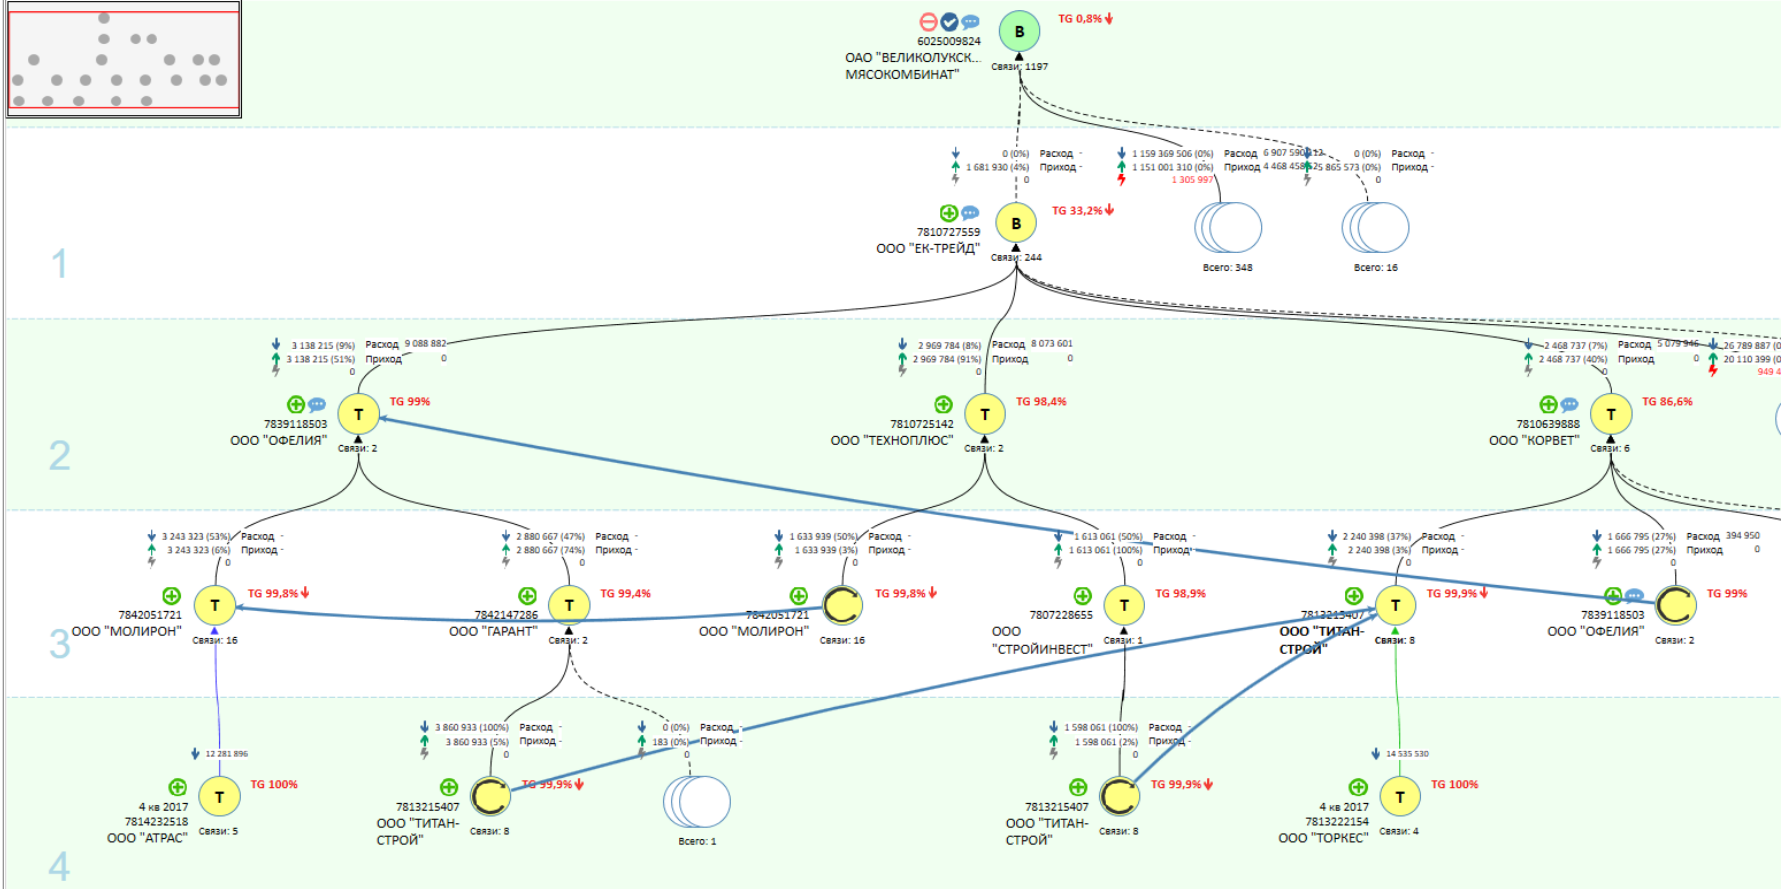 TG 0,8%
В
6025009824
ОАО "ВЕЛИКОЛУКСК...
МЯСОКОМБИНАТ"
Связи: 1197
1
0 (0%) Расход -
1 681 930 (4%) Приход -
0
1 159 369 506 (0%) Расход
1 151 001 310 (0%) Приход
1 305 997
0 (0%) Расход -
5 865 573 (0%) Приход -
0
TG 33,2%
В
7810727559
ООО "ЕК-ТРЕЙД"
Связи: 244
Всего: 348
Всего: 16
2
3 138 215 (9%) Расход 9 088 882
3 138 215 (51%) Приход 0
0
2 969 784 (8%) Расход 8 073 601
2 969 784 (91%) Приход 0
0
2 468 737 (7%) Расход 5 079 946
2 468 737 (40%) Приход 0
0
26 789 887 (0
20 110 399 (0
949 4
Т
TG 99%
7839118503
ООО "ОФЕЛИЯ"
Связи: 2
Т
TG 98,4%
7810725142
ООО "ТЕХНОПЛЮС"
Связи: 2
Т
TG 86,6%
7810639888
ООО "КОРВЕТ"
Связи: 6
3
3 243 323 (53%) Расход -
3 243 323 (6%) Приход -
0
2 880 667 (47%) Расход -
2 880 667 (74%) Приход -
0
1 633 939 (50%) Расход -
1 633 939 (3%) Приход -
0
1 613 061 (50%) Расход -
1 613 061 (100%) Приход -
0
2 240 398 (37%) Расход -
2 240 398 (3%) Приход -
0
1 666 795 (27%) Расход 394 950
1 666 795 (27%) Приход 0
0
Т
TG 99,8%
7842051721
ООО "МОЛИРОН"
Связи: 16
Т
TG 99,4%
7842147286
ООО "ГАРАНТ"
Связи: 2
TG 99,8%
7842051721
ООО "МОЛИРОН"
Связи: 16
Т
TG 98,9%
7807228655
ООО
"СТРОЙИНВЕСТ"
Связи: 1
Т
TG 99,9%
7813215407
ООО "ТИТАН-
СТРОЙ"
Связи: 8
TG 99%
7839118503
ООО "ОФЕЛИЯ"
Связи: 2
4
12 281 896
3 860 933 (100%) Расход -
3 860 933 (5%) Приход -
0
0 (0%) Расход -
183 (0%) Приход -
0
1 598 061 (100%) Расход -
1 598 061 (2%) Приход -
0
14 535 530
Т
TG 100%
4 кв 2017
7814232518
ООО "АТРАС"
Связи: 5
TG 99,9%
7813215407
ООО "ТИТАН-
СТРОЙ"
Связи: 8
Всего: 1
TG 99,9%
7813215407
ООО "ТИТАН-
СТРОЙ"
Связи: 8
Т
TG 100%
4 кв 2017
7813222154
ООО "ТОРКЕС"
Связи: 4